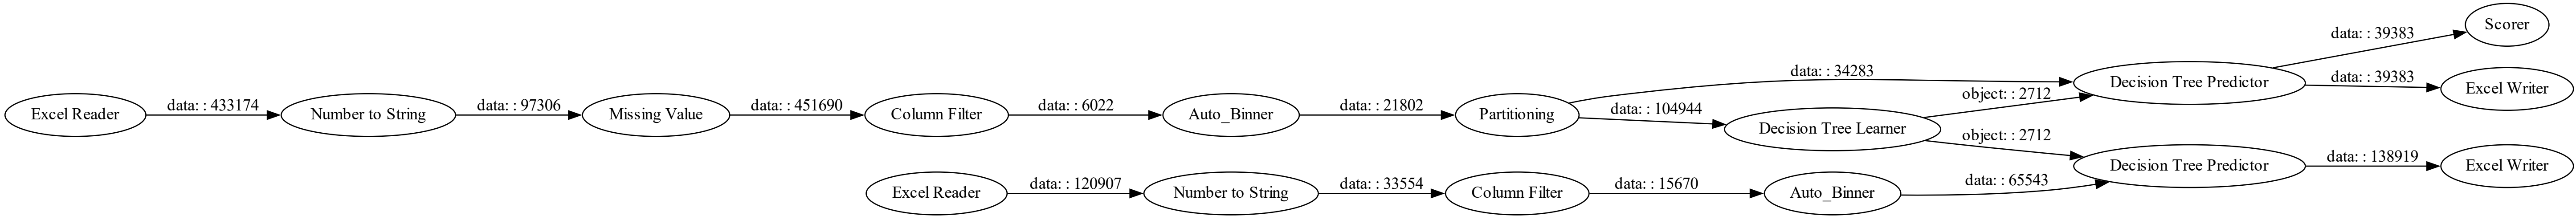 Excel Reader
data: : 433174
Number to String
data: : 97306
Missing Value
data: : 451690
Column Filter
data: : 6022
Auto_Binner
data: : 21802
Partitioning
data: : 34283
data: : 104944
Decision Tree Learner
object: : 2712
object: : 2712
Decision Tree Predictor
data: : 39383
Scorer
data: : 39383
Excel Writer
Excel Reader
data: : 120907
Number to String
data: : 33554
Column Filter
data: : 15670
Auto_Binner
data: : 65543
Decision Tree Predictor
data: : 138919
Excel Writer